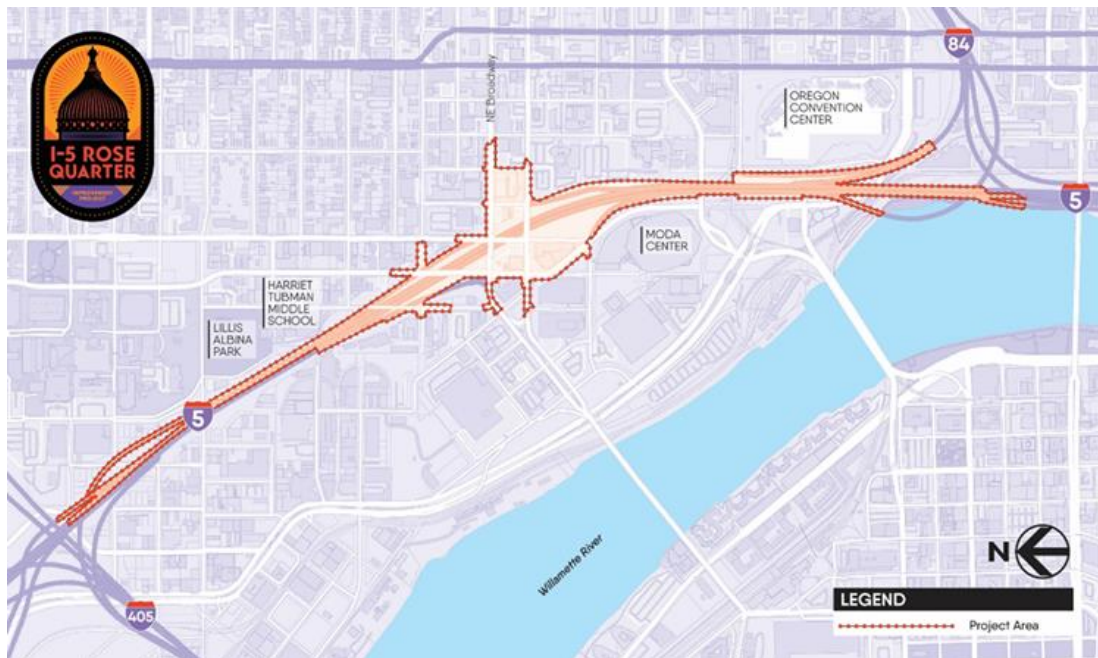 I-5 ROSE
QUARTER
IMPROVEMENT
PROJECT
NE Broadway
84
OREGON
CONVENTION
CENTER
5
MODA
CENTER
HARRIET
TUBMAN
MIDDLE
SCHOOL
LILLIS
ALBINA
PARK
5
Willamette River
405
N
LEGEND
Project Area